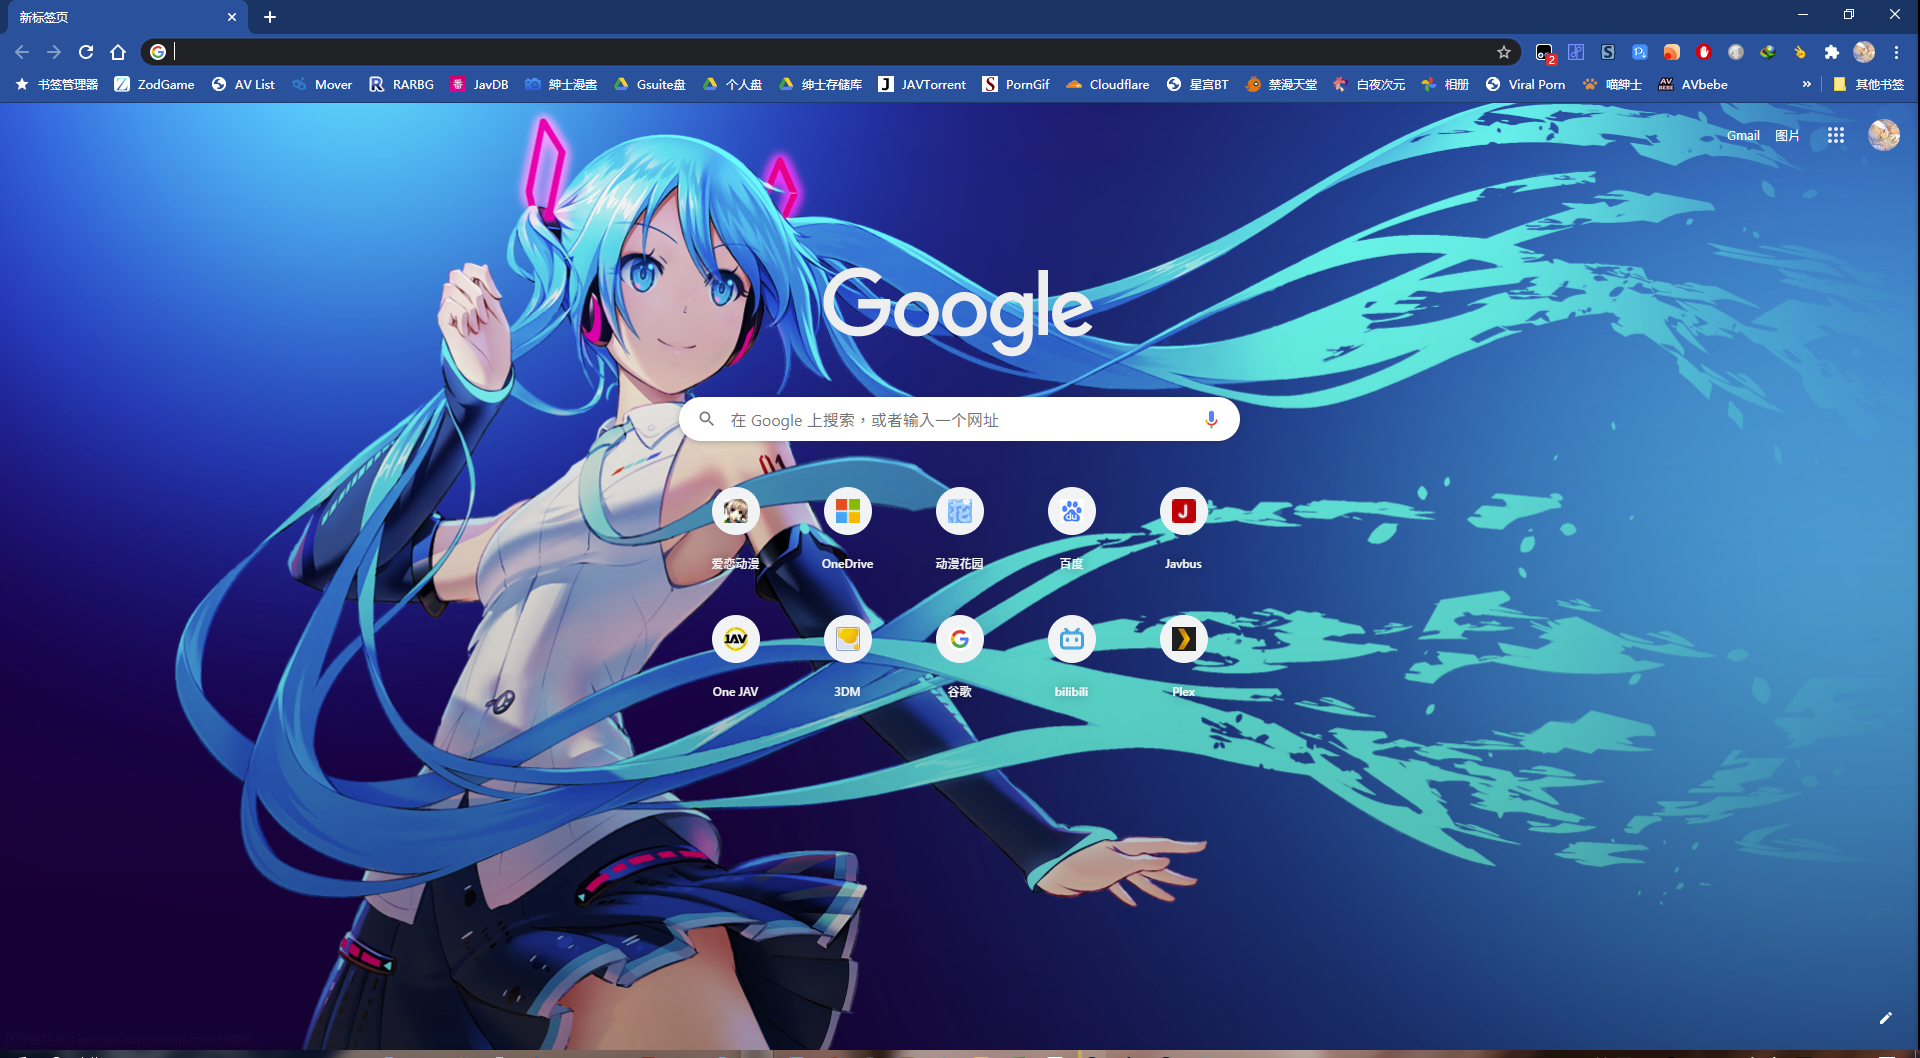 新标签页
书签管理器 ZodGame AV List Mover RARBG JavDB 紳士漫畫 Gsuite盘 个人盘 绅士存储库 JAVTorrent PornGif Cloudflare 星宫BT 禁漫天堂 白夜次元 相册 Viral Porn 喵紳士 AVbebe » 其他书签
Gmail 图片
Google
在 Google 上搜索，或者输入一个网址
01
爱恋动漫 OneDrive 动漫花园 百度 Javbus
One JAV 3DM 谷歌 bilibili Plex